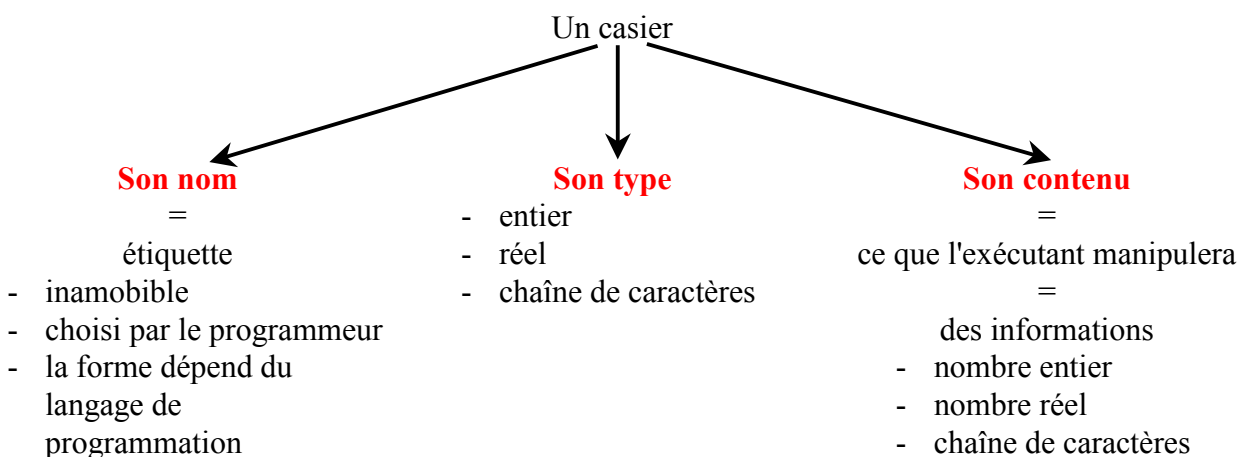 Un casier
Son nom
=
étiquette
- inamobible
- choisi par le programmeur
- la forme dépend du
langage de
programmation
Son type
- entier
- réel
- chaîne de caractères
Son contenu
=
ce que l'exécutant manipulera
=
des informations
- nombre entier
- nombre réel
- chaîne de caractères